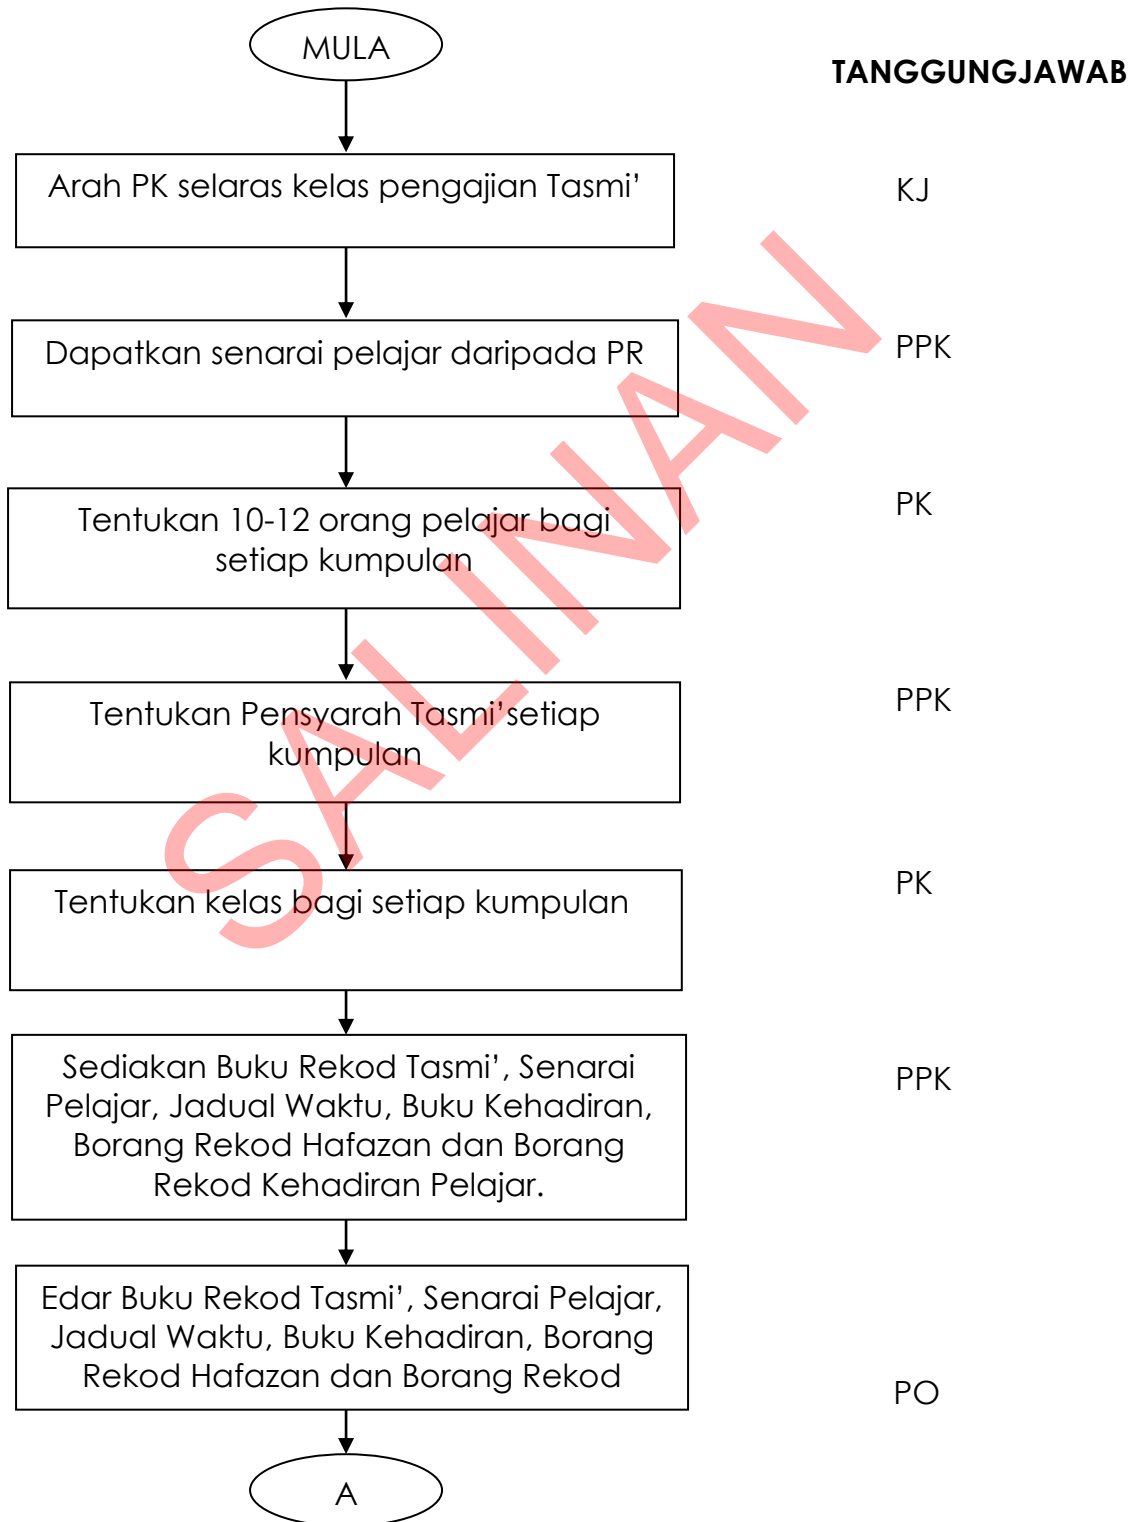 MULA
TANGGUNGJAWAB
Arah PK selaras kelas pengajian Tasmi’
KJ
Dapatkan senarai pelajar daripada PR
PPK
Tentukan 10-12 orang pelajar bagi
setiap kumpulan
PK
Tentukan Pensyarah Tasmi’setiap
kumpulan
PPK
Tentukan kelas bagi setiap kumpulan
PK
Sediakan Buku Rekod Tasmi’, Senarai
Pelajar, Jadual Waktu, Buku Kehadiran,
Borang Rekod Hafazan dan Borang
Rekod Kehadiran Pelajar.
PPK
Edar Buku Rekod Tasmi’, Senarai Pelajar,
Jadual Waktu, Buku Kehadiran, Borang
Rekod Hafazan dan Borang Rekod
PO
A
SALINAN